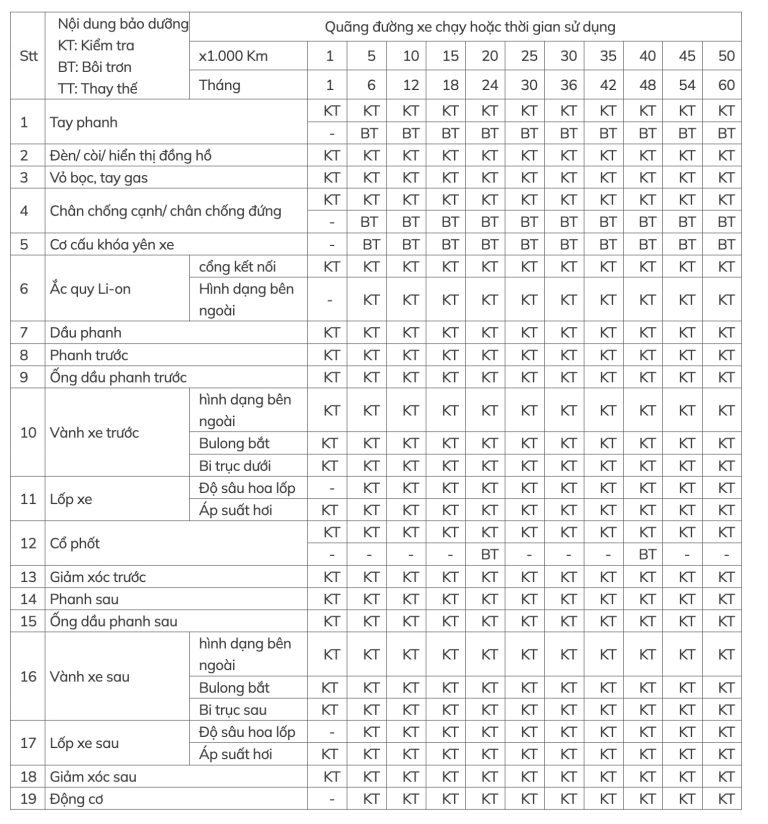 Stt Nội dung bảo dưỡng Quãng đường xe chạy hoặc thời gian sử dụng
KT: Kiểm tra
BT: Bôi trơn
TT: Thay thế
x1.000 Km 1 5 10 15 20 25 30 35 40 45 50
Tháng 1 6 12 18 24 30 36 42 48 54 60
1 Tay phanh KT KT KT KT KT KT KT KT KT KT KT
- BT BT BT BT BT BT BT BT BT BT
2 Đèn/ còi/ hiển thị đồng hồ KT KT KT KT KT KT KT KT KT KT KT
3 Vỏ bọc, tay gas KT KT KT KT KT KT KT KT KT KT KT
4 Chân chống cạnh/ chân chống đứng KT KT KT KT KT KT KT KT KT KT KT
- BT BT BT BT BT BT BT BT BT BT
5 Cơ cấu khóa yên xe - BT BT BT BT BT BT BT BT BT BT
6 Ắc quy Li-on cổng kết nối KT KT KT KT KT KT KT KT KT KT KT
Hình dạng bên
ngoài - KT KT KT KT KT KT KT KT KT KT
7 Dầu phanh KT KT KT KT KT KT KT KT KT KT KT
8 Phanh trước KT KT KT KT KT KT KT KT KT KT KT
9 Ống dầu phanh trước KT KT KT KT KT KT KT KT KT KT KT
10 Vành xe trước hình dạng bên
ngoài KT KT KT KT KT KT KT KT KT KT KT
Bulong bắt KT KT KT KT KT KT KT KT KT KT KT
Bi trục dưới KT KT KT KT KT KT KT KT KT KT KT
11 Lốp xe Độ sâu hoa lốp - KT KT KT KT KT KT KT KT KT KT
Áp suất hơi KT KT KT KT KT KT KT KT KT KT KT
12 Cổ phốt KT KT KT KT KT KT KT KT KT KT KT
- - - - BT - - - BT - -
13 Giảm xóc trước KT KT KT KT KT KT KT KT KT KT KT
14 Phanh sau KT KT KT KT KT KT KT KT KT KT KT
15 Ống dầu phanh sau KT KT KT KT KT KT KT KT KT KT KT
16 Vành xe sau hình dạng bên
ngoài KT KT KT KT KT KT KT KT KT KT KT
Bulong bắt KT KT KT KT KT KT KT KT KT KT KT
Bi trục sau KT KT KT KT KT KT KT KT KT KT KT
17 Lốp xe sau Độ sâu hoa lốp - KT KT KT KT KT KT KT KT KT KT
Áp suất hơi KT KT KT KT KT KT KT KT KT KT KT
18 Giảm xóc sau KT KT KT KT KT KT KT KT KT KT KT
19 Động cơ - KT KT KT KT KT KT KT KT KT KT